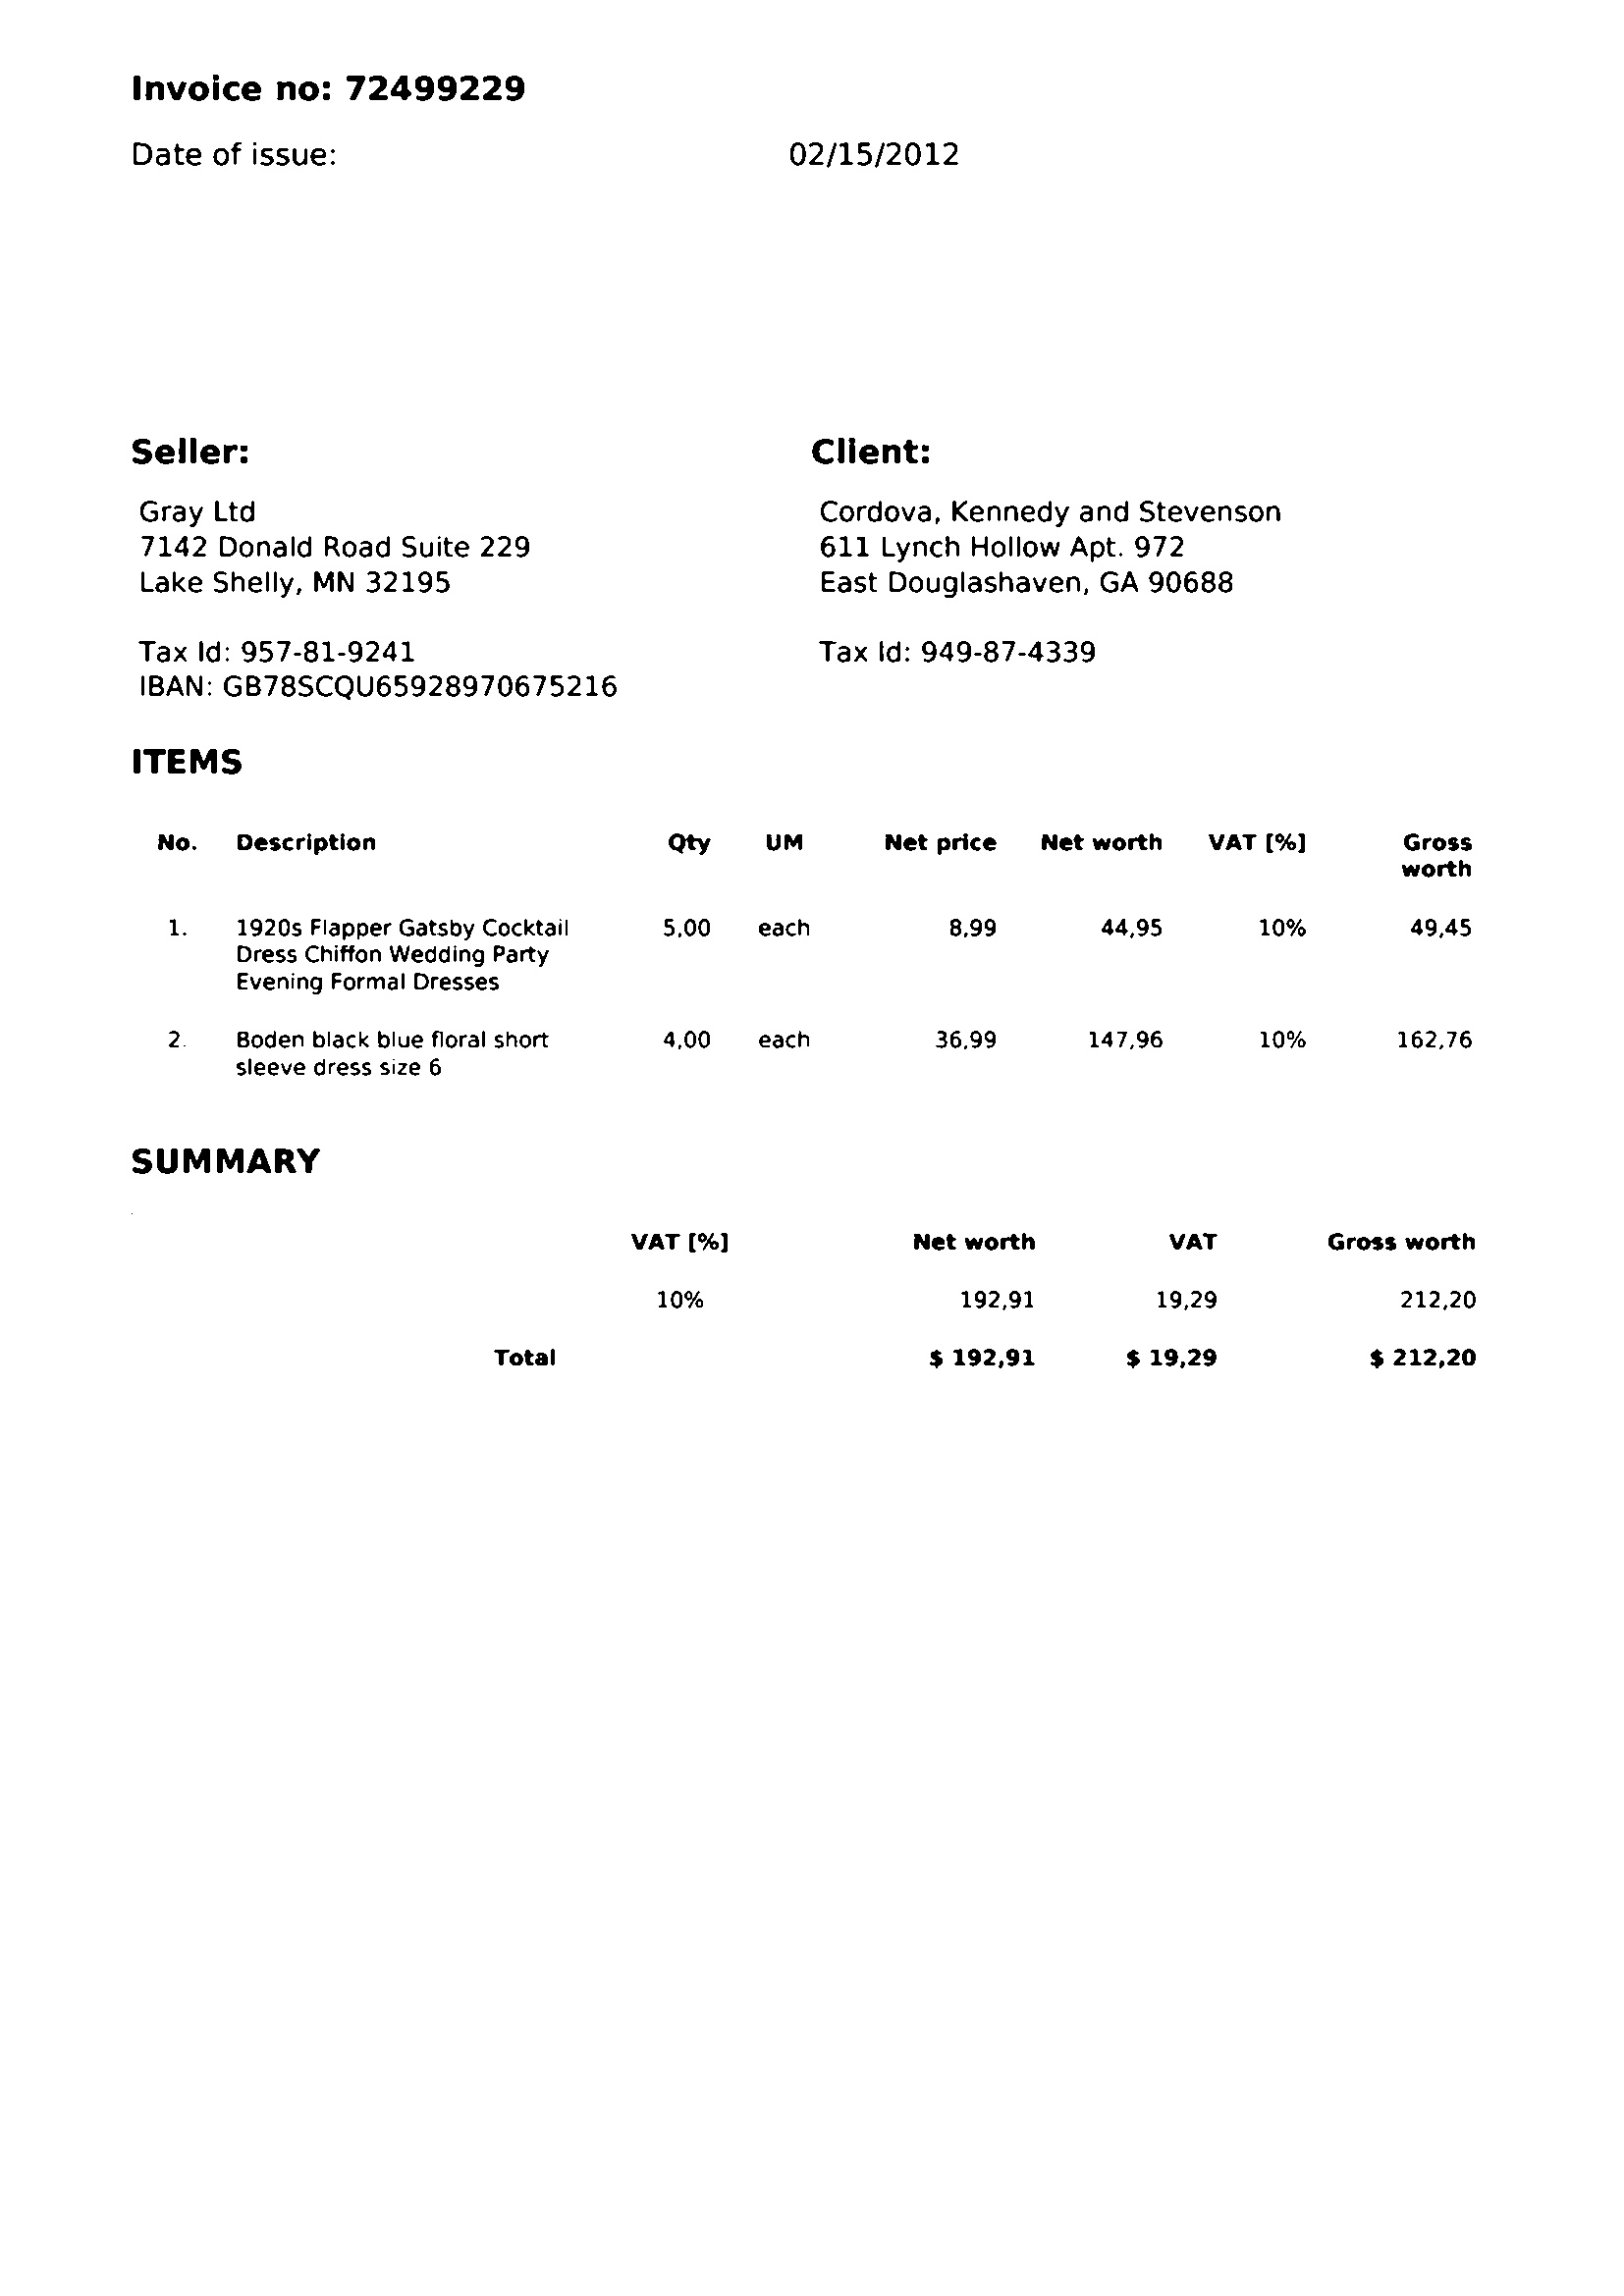 Invoice no: 72499229
Date of issue: 02/15/2012
Seller: Client:
Gray Ltd Cordova, Kennedy and Stevenson
7142 Donald Road Suite 229 611 Lynch Hollow Apt. 972
Lake Shelly, MN 32195 East Douglashaven, GA 90688
Tax Id: 957-81-9241 Tax Id: 949-87-4339
IBAN: GB78SCQU65928970675216
ITEMS
No. Description Qty UM Net price Net worth VAT [%] Gross
worth
1. 1920s Flapper Gatsby Cocktail 5,00 each 8,99 44,95 10% 49,45
Dress Chiffon Wedding Party
Evening Formal Dresses
2. Boden black blue floral short 4,00 each 36,99 147,96 10% 162,76
sleeve dress size 6
SUMMARY
VAT [%] Net worth VAT Gross worth
10% 192,91 19,29 212,20
Total $ 192,91 $ 19,29 $ 212,20